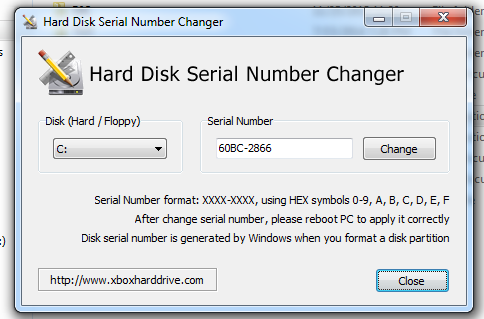 Hard Disk Serial Number Changer
Hard Disk Serial Number Changer
Disk (Hard / Floppy)
Serial Number
C:
60BC-2866
Change
Serial Number format: XXXX-XXXX, using HEX symbols 0-9, A, B, C, D, E, F
After change serial number, please reboot PC to apply it correctly
Disk serial number is generated by Windows when you format a disk partition
http://www.xboxharddrive.com
Close